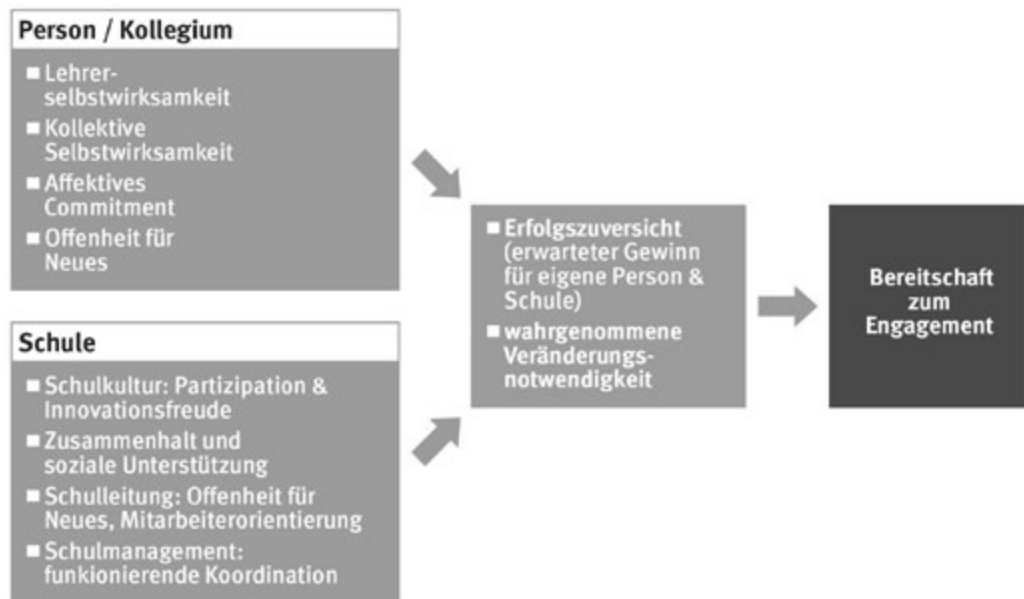 Person / Kollegium
■ Lehrer-
selbstwirksamkeit
■ Kollektive
Selbstwirksamkeit
■ Affektives
Commitment
■ Offenheit für
Neues
Schule
■ Schulkultur: Partizipation &
Innovationsfreude
■ Zusammenhalt und
soziale Unterstützung
■ Schulleitung: Offenheit für
Neues, Mitarbeiterorientierung
■ Schulmanagement:
funkionierende Koordination
■ Erfolgszuversicht
(erwarteter Gewinn
für eigene Person &
Schule)
■ wahrgenommene
Veränderungs-
notwendigkeit
Bereitschaft
zum
Engagement